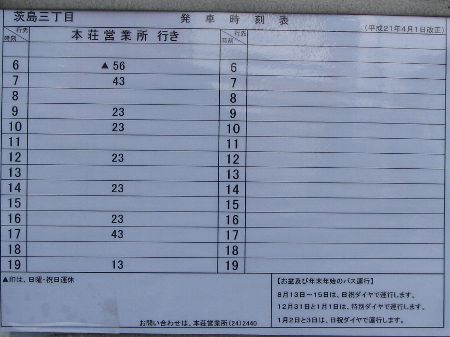 茨島三丁目 発車時刻表
(平成21年4月1日改正)
行先 本荘営業所 行き 行先
時刻 時刻
6 ▲56 6
7 43 7
8 8
9 23 9
10 23 10
11 11
12 23 12
13 13
14 23 14
15 15
16 23 16
17 43 17
18 18
19 13 19
▲印は、日曜・祝日運休
【お盆及び年末年始のバス運行】
8月13日~15日は、日祝ダイヤで運行します。
12月31日と1月1日は、特別ダイヤで運行します。
1月2日と3日は、日祝ダイヤで運行します。
お問い合わせは、本荘営業所(24)2440